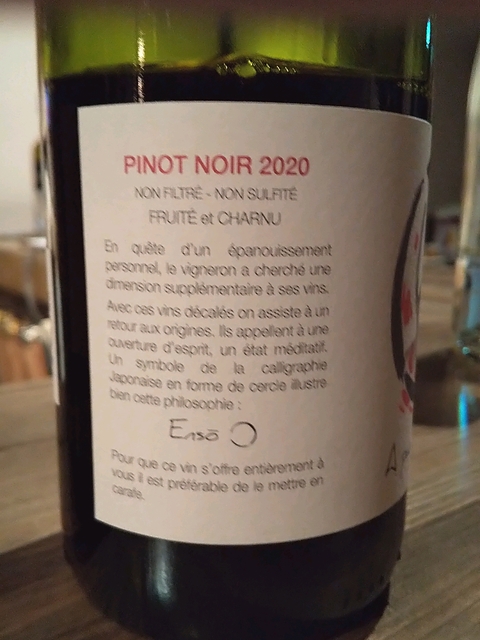 PINOT NOIR 2020
NON FILTRÉ - NON SULFITÉ
FRUITÉ et CHARNU
En quête d'un épanouissement
personnel, le vigneron a cherché une
dimension supplémentaire à ses vins.
Avec ces vins décalés on assiste à un
retour aux origines. Ils appellent à une
ouverture d'esprit, un état méditatif.
Un symbole de la calligraphie
Japonaise en forme de cercle illustre
bien cette philosophie :
Ensō
Pour que ce vin s'offre entièrement à
vous il est préférable de le mettre en
carafe.
A